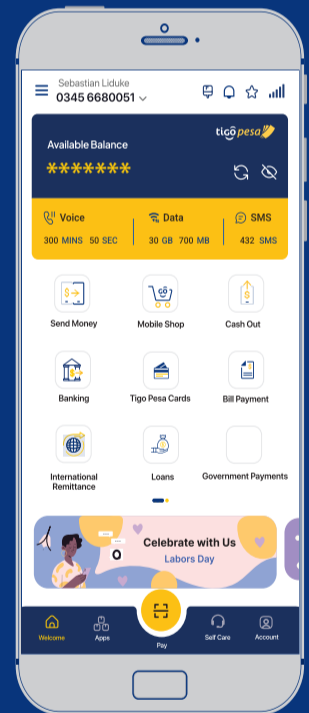 Sebastian Liduke
0345 6680051
tigo pesa
Available Balance
*******
Voice
Data
SMS
300 MINS 50 SEC
30 GB 700 MB
432 SMS
Send Money
Mobile Shop
Cash Out
Banking
Tigo Pesa Cards
Bill Payment
International
Remittance
Loans
Government Payments
Celebrate with Us
Labors Day
Welcome
Apps
Pay
Self Care
Account